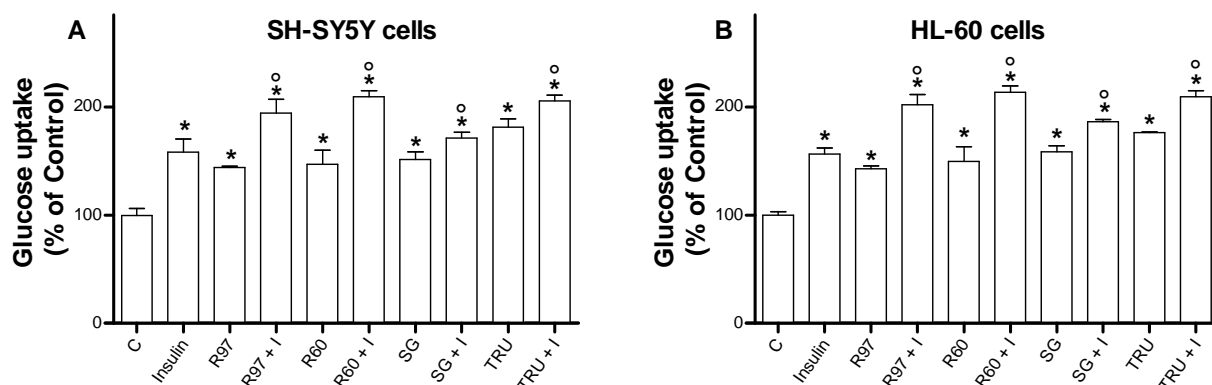 A
SH-SY5Y cells
Glucose uptake
(% of Control)
200
100
0
*
*
*
°
*
*
°
*
*
°
*
*
°
*
C
Insulin
R97
R97 + I
R60
R60 + I
SG
SG + I
TRU
TRU + I
B
HL-60 cells
Glucose uptake
(% of Control)
200
100
0
*
*
°
*
*
°
*
*
°
*
*
°
*
C
Insulin
R97
R97 + I
R60
R60 + I
SG
SG + I
TRU
TRU + I